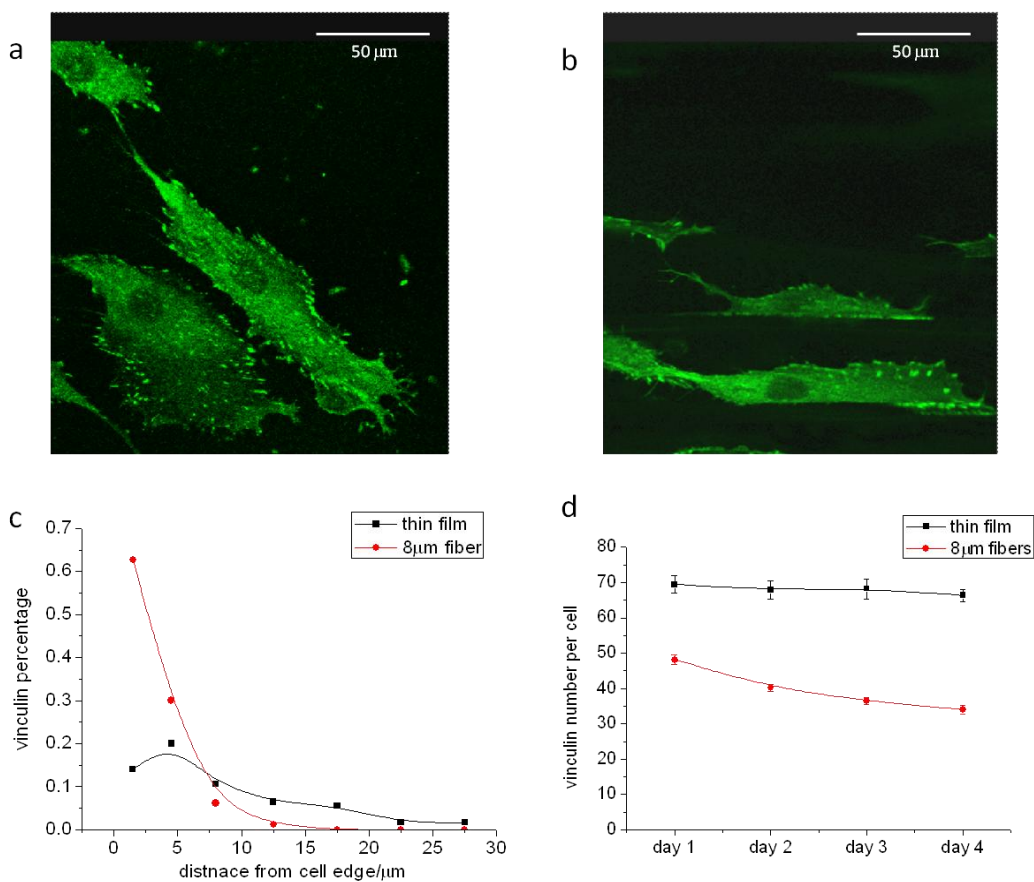 a
50 μm
b
50 μm
c
thin film
8μm fiber
0.7
0.6
0.5
0.4
0.3
0.2
0.1
0.0
vinculin percentage
0 5 10 15 20 25 30
distnace from cell edge/μm
d
thin film
8μm fibers
80
70
60
50
40
30
20
10
0
vinculin number per cell
day 1 day 2 day 3 day 4